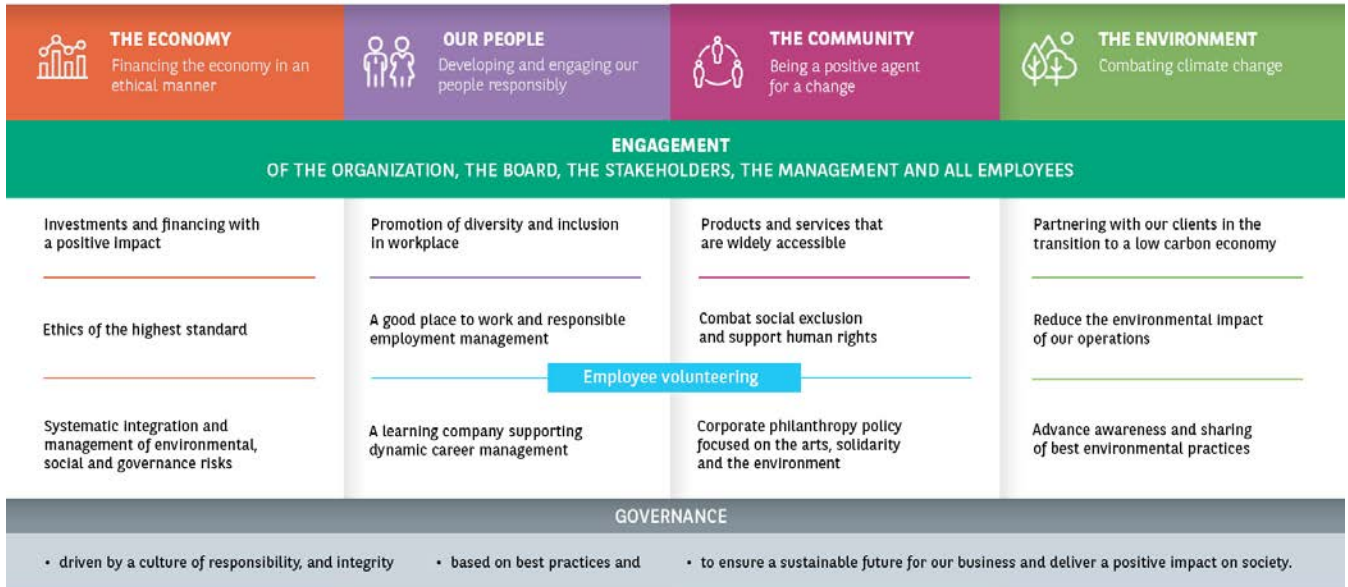 THE ECONOMY
Financing the economy in an
ethical manner
OUR PEOPLE
Developing and engaging our
people responsibly
THE COMMUNITY
Being a positive agent
for a change
THE ENVIRONMENT
Combating climate change
ENGAGEMENT
OF THE ORGANIZATION, THE BOARD, THE STAKEHOLDERS, THE MANAGEMENT AND ALL EMPLOYEES
Investments and financing with
a positive impact
Promotion of diversity and inclusion
in workplace
Products and services that
are widely accessible
Partnering with our clients in the
transition to a low carbon economy
Ethics of the highest standard
A good place to work and responsible
employment management
Combat social exclusion
and support human rights
Reduce the environmental impact
of our operations
Employee volunteering
Systematic integration and
management of environmental,
social and governance risks
A learning company supporting
dynamic career management
Corporate philanthropy policy
focused on the arts, solidarity
and the environment
Advance awareness and sharing
of best environmental practices
GOVERNANCE
• driven by a culture of responsibility, and integrity
• based on best practices and
• to ensure a sustainable future for our business and deliver a positive impact on society.